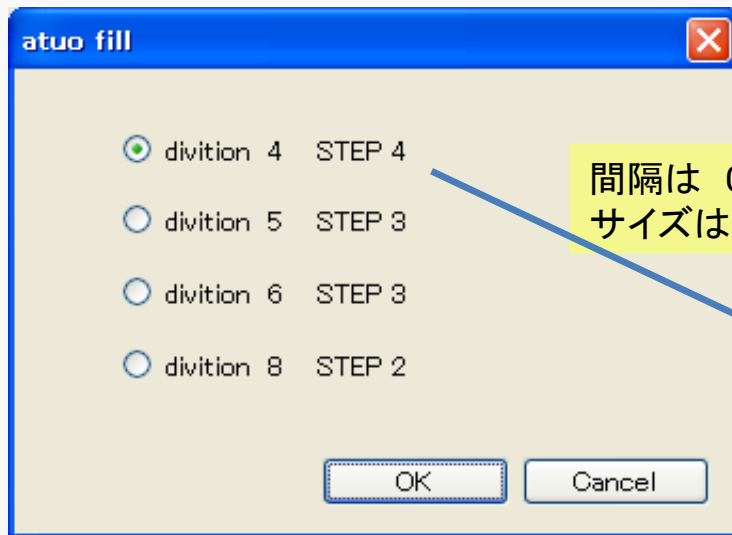 atuo fill
divition 4 STEP 4
間隔は
サイズは
divition 5 STEP 3
divition 6 STEP 3
divition 8 STEP 2
OK Cancel